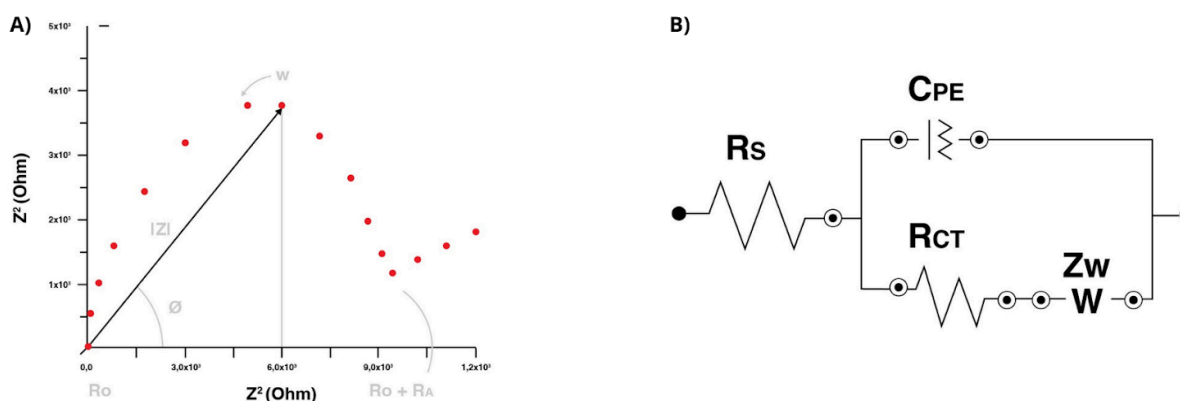 A)
5x10³
4x10³
3x10³
2x10³
1x10³
Z² (Ohm)
w
|Z|
Ø
0,0
3,0x10³
6,0x10³
9,0x10³
1,2x10³
Ro
Z² (Ohm)
Ro + RA
B)
CPE
RS
RCT
ZW
W